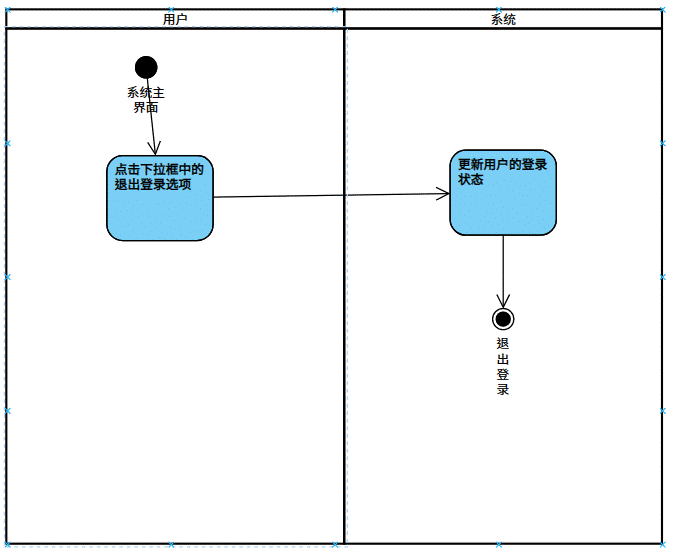 用户
系统
系统主
界面
点击下拉框中的
退出登录选项
更新用户的登录
状态
退
出
登
录